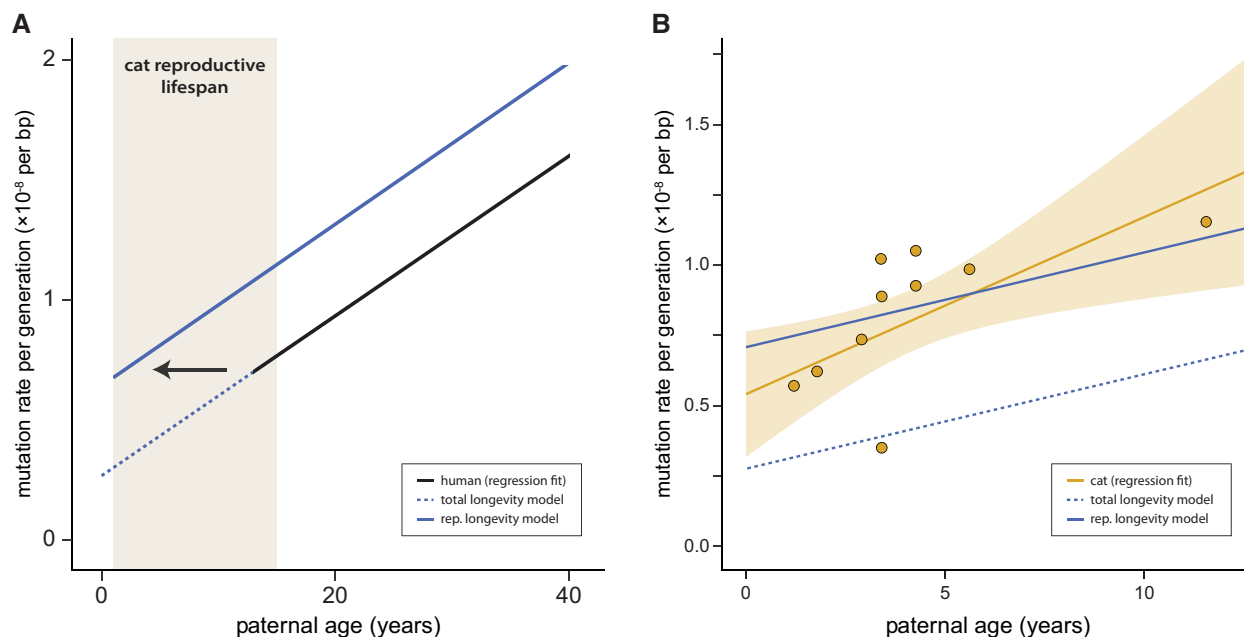 A
2
1
0
0
20
40
mutation rate per generation (×10⁻⁸ per bp)
paternal age (years)
cat reproductive
lifespan
human (regression fit)
total longevity model
rep. longevity model
B
1.5
1.0
0.5
0.0
0
5
10
mutation rate per generation (×10⁻⁸ per bp)
paternal age (years)
cat (regression fit)
total longevity model
rep. longevity model